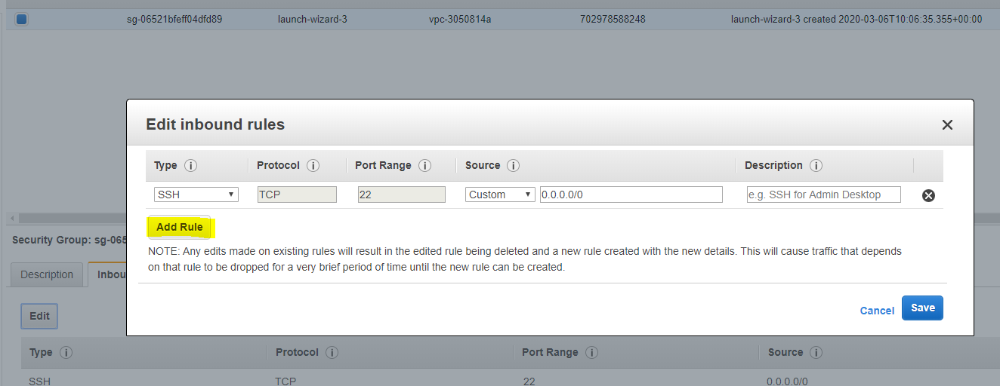 sg-06521bfeff04dfd89 launch-wizard-3 vpc-3050814a 702978588248 launch-wizard-3 created 2020-03-06T10:06:35.355+00:00
Edit inbound rules
Type Protocol Port Range Source Description
SSH TCP 22 Custom 0.0.0.0/0 e.g. SSH for Admin Desktop
Add Rule
NOTE: Any edits made on existing rules will result in the edited rule being deleted and a new rule created with the new details. This will cause traffic that depends
on that rule to be dropped for a very brief period of time until the new rule can be created.
Cancel Save
Security Group: sg-065
Description Inbou
Edit
Type Protocol Port Range Source
SSH TCP 22 0.0.0.0/0